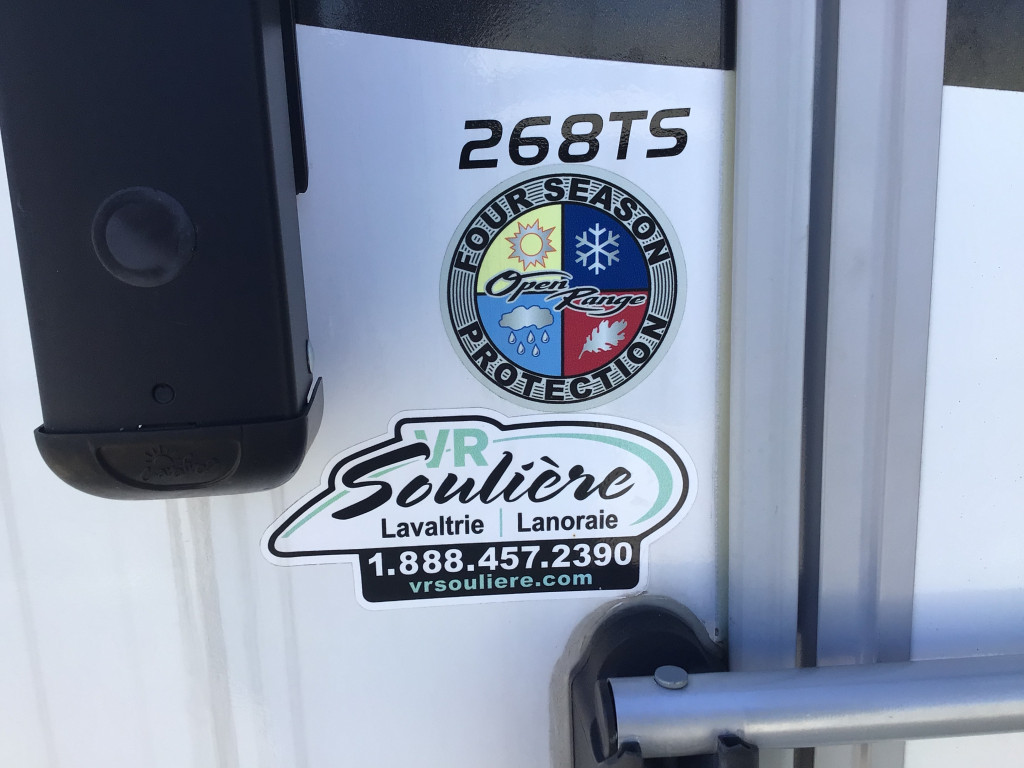 268TS
FOUR SEASON
Open Range
PROTECTION
VR
Soulière
Lavaltrie | Lanoraie
1.888.457.2390
vrsouliere.com